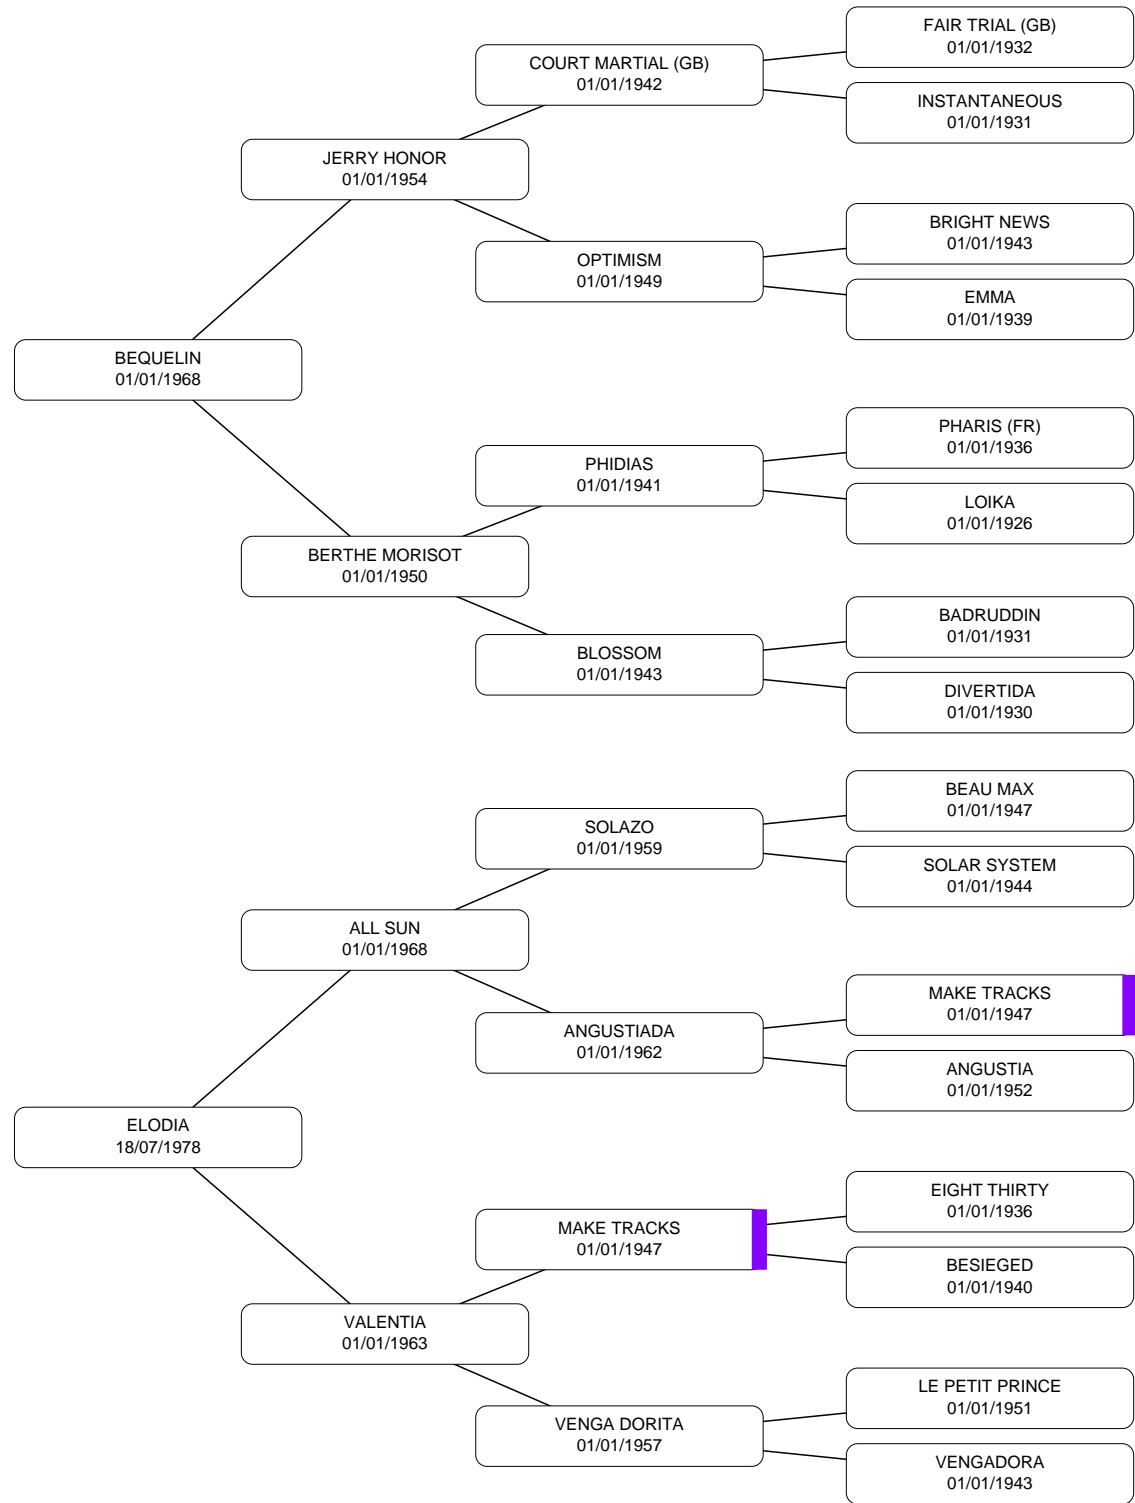 FAIR TRIAL (GB)
01/01/1932
COURT MARTIAL (GB)
01/01/1942
INSTANTANEOUS
01/01/1931
JERRY HONOR
01/01/1954
BRIGHT NEWS
01/01/1943
OPTIMISM
01/01/1949
EMMA
01/01/1939
BEQUELIN
01/01/1968
PHARIS (FR)
01/01/1936
PHIDIAS
01/01/1941
LOIKA
01/01/1926
BERTHE MORISOT
01/01/1950
BADRUDDIN
01/01/1931
BLOSSOM
01/01/1943
DIVERTIDA
01/01/1930
BEAU MAX
01/01/1947
SOLAZO
01/01/1959
SOLAR SYSTEM
01/01/1944
ALL SUN
01/01/1968
MAKE TRACKS
01/01/1947
ANGUSTIADA
01/01/1962
ANGUSTIA
01/01/1952
ELODIA
18/07/1978
EIGHT THIRTY
01/01/1936
MAKE TRACKS
01/01/1947
BESIEGED
01/01/1940
VALENTIA
01/01/1963
LE PETIT PRINCE
01/01/1951
VENGA DORITA
01/01/1957
VENGADORA
01/01/1943